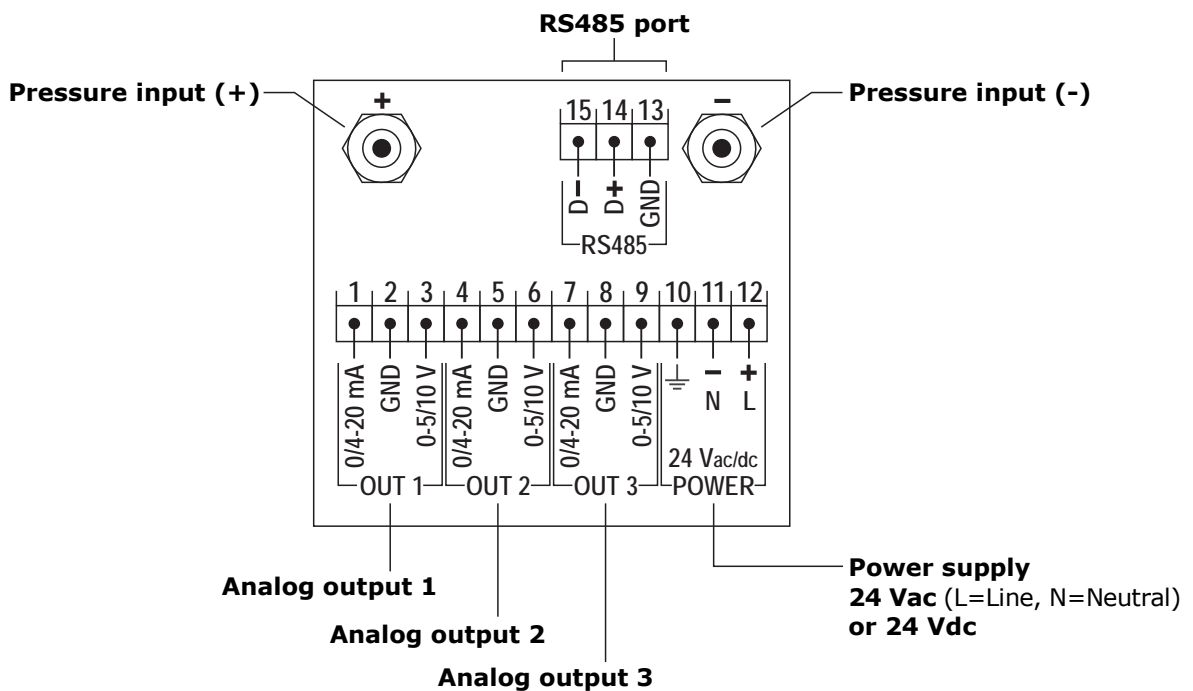 RS485 port
Pressure input (+)
Pressure input (-)
+
−
15 14 13
D− D+ GND
RS485
1 2 3 4 5 6 7 8 9 10 11 12
0/4-20 mA GND 0-5/10 V 0/4-20 mA GND 0-5/10 V 0/4-20 mA GND 0-5/10 V − +
N L
24 Vac/dc
OUT 1 OUT 2 OUT 3 POWER
Analog output 1
Analog output 2
Analog output 3
Power supply
24 Vac (L=Line, N=Neutral)
or 24 Vdc